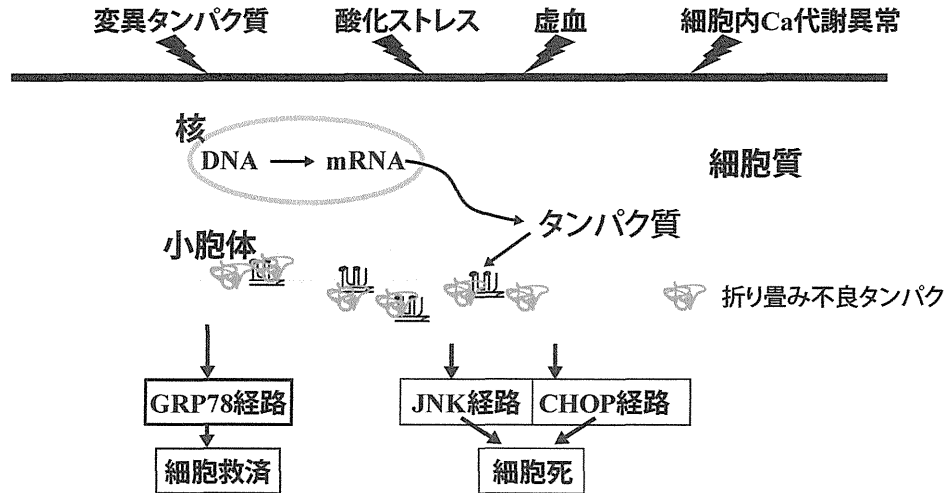 変異タンパク質 酸化ストレス 虚血 細胞内Ca代謝異常
核
DNA mRNA 細胞質
タンパク質
小胞体
折り畳み不良タンパク
GRP78経路 JNK経路 CHOP経路
細胞救済 細胞死